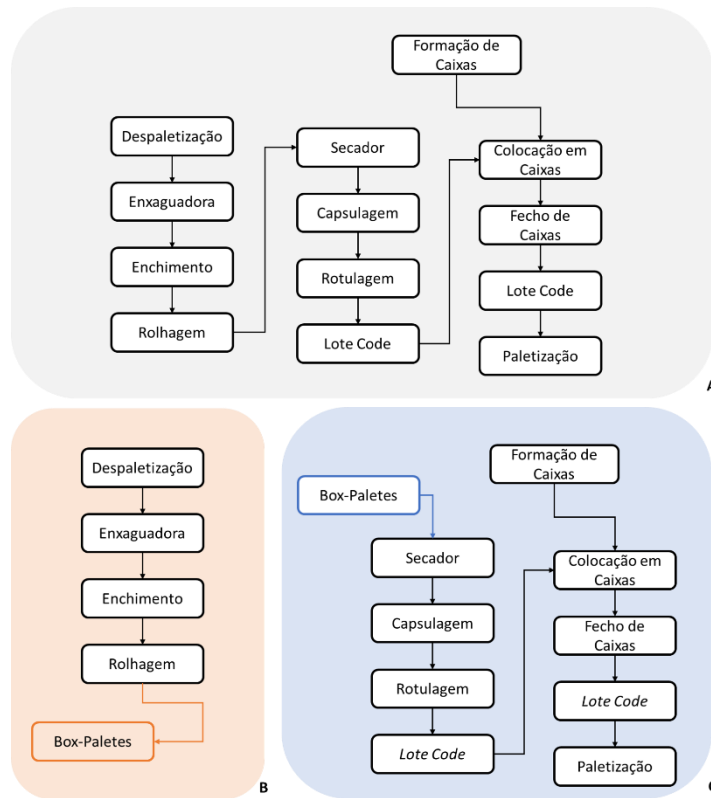 Formação de
Caixas
Despaletização
Enxaguadora
Enchimento
Rolhagem
Secador
Capsulagem
Rotulagem
Lote Code
Colocação em
Caixas
Fecho de
Caixas
Lote Code
Paletização
A
Despaletização
Enxaguadora
Enchimento
Rolhagem
Box-Paletes
B
Box-Paletes
Secador
Capsulagem
Rotulagem
Lote Code
Formação de
Caixas
Colocação em
Caixas
Fecho de
Caixas
Lote Code
Paletização
C